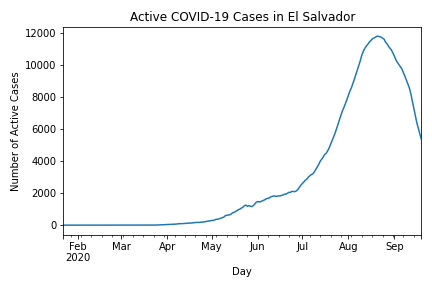 Active COVID-19 Cases in El Salvador
12000
10000
8000
6000
4000
2000
0
Number of Active Cases
Feb Mar Apr May Jun Jul Aug Sep
2020
Day